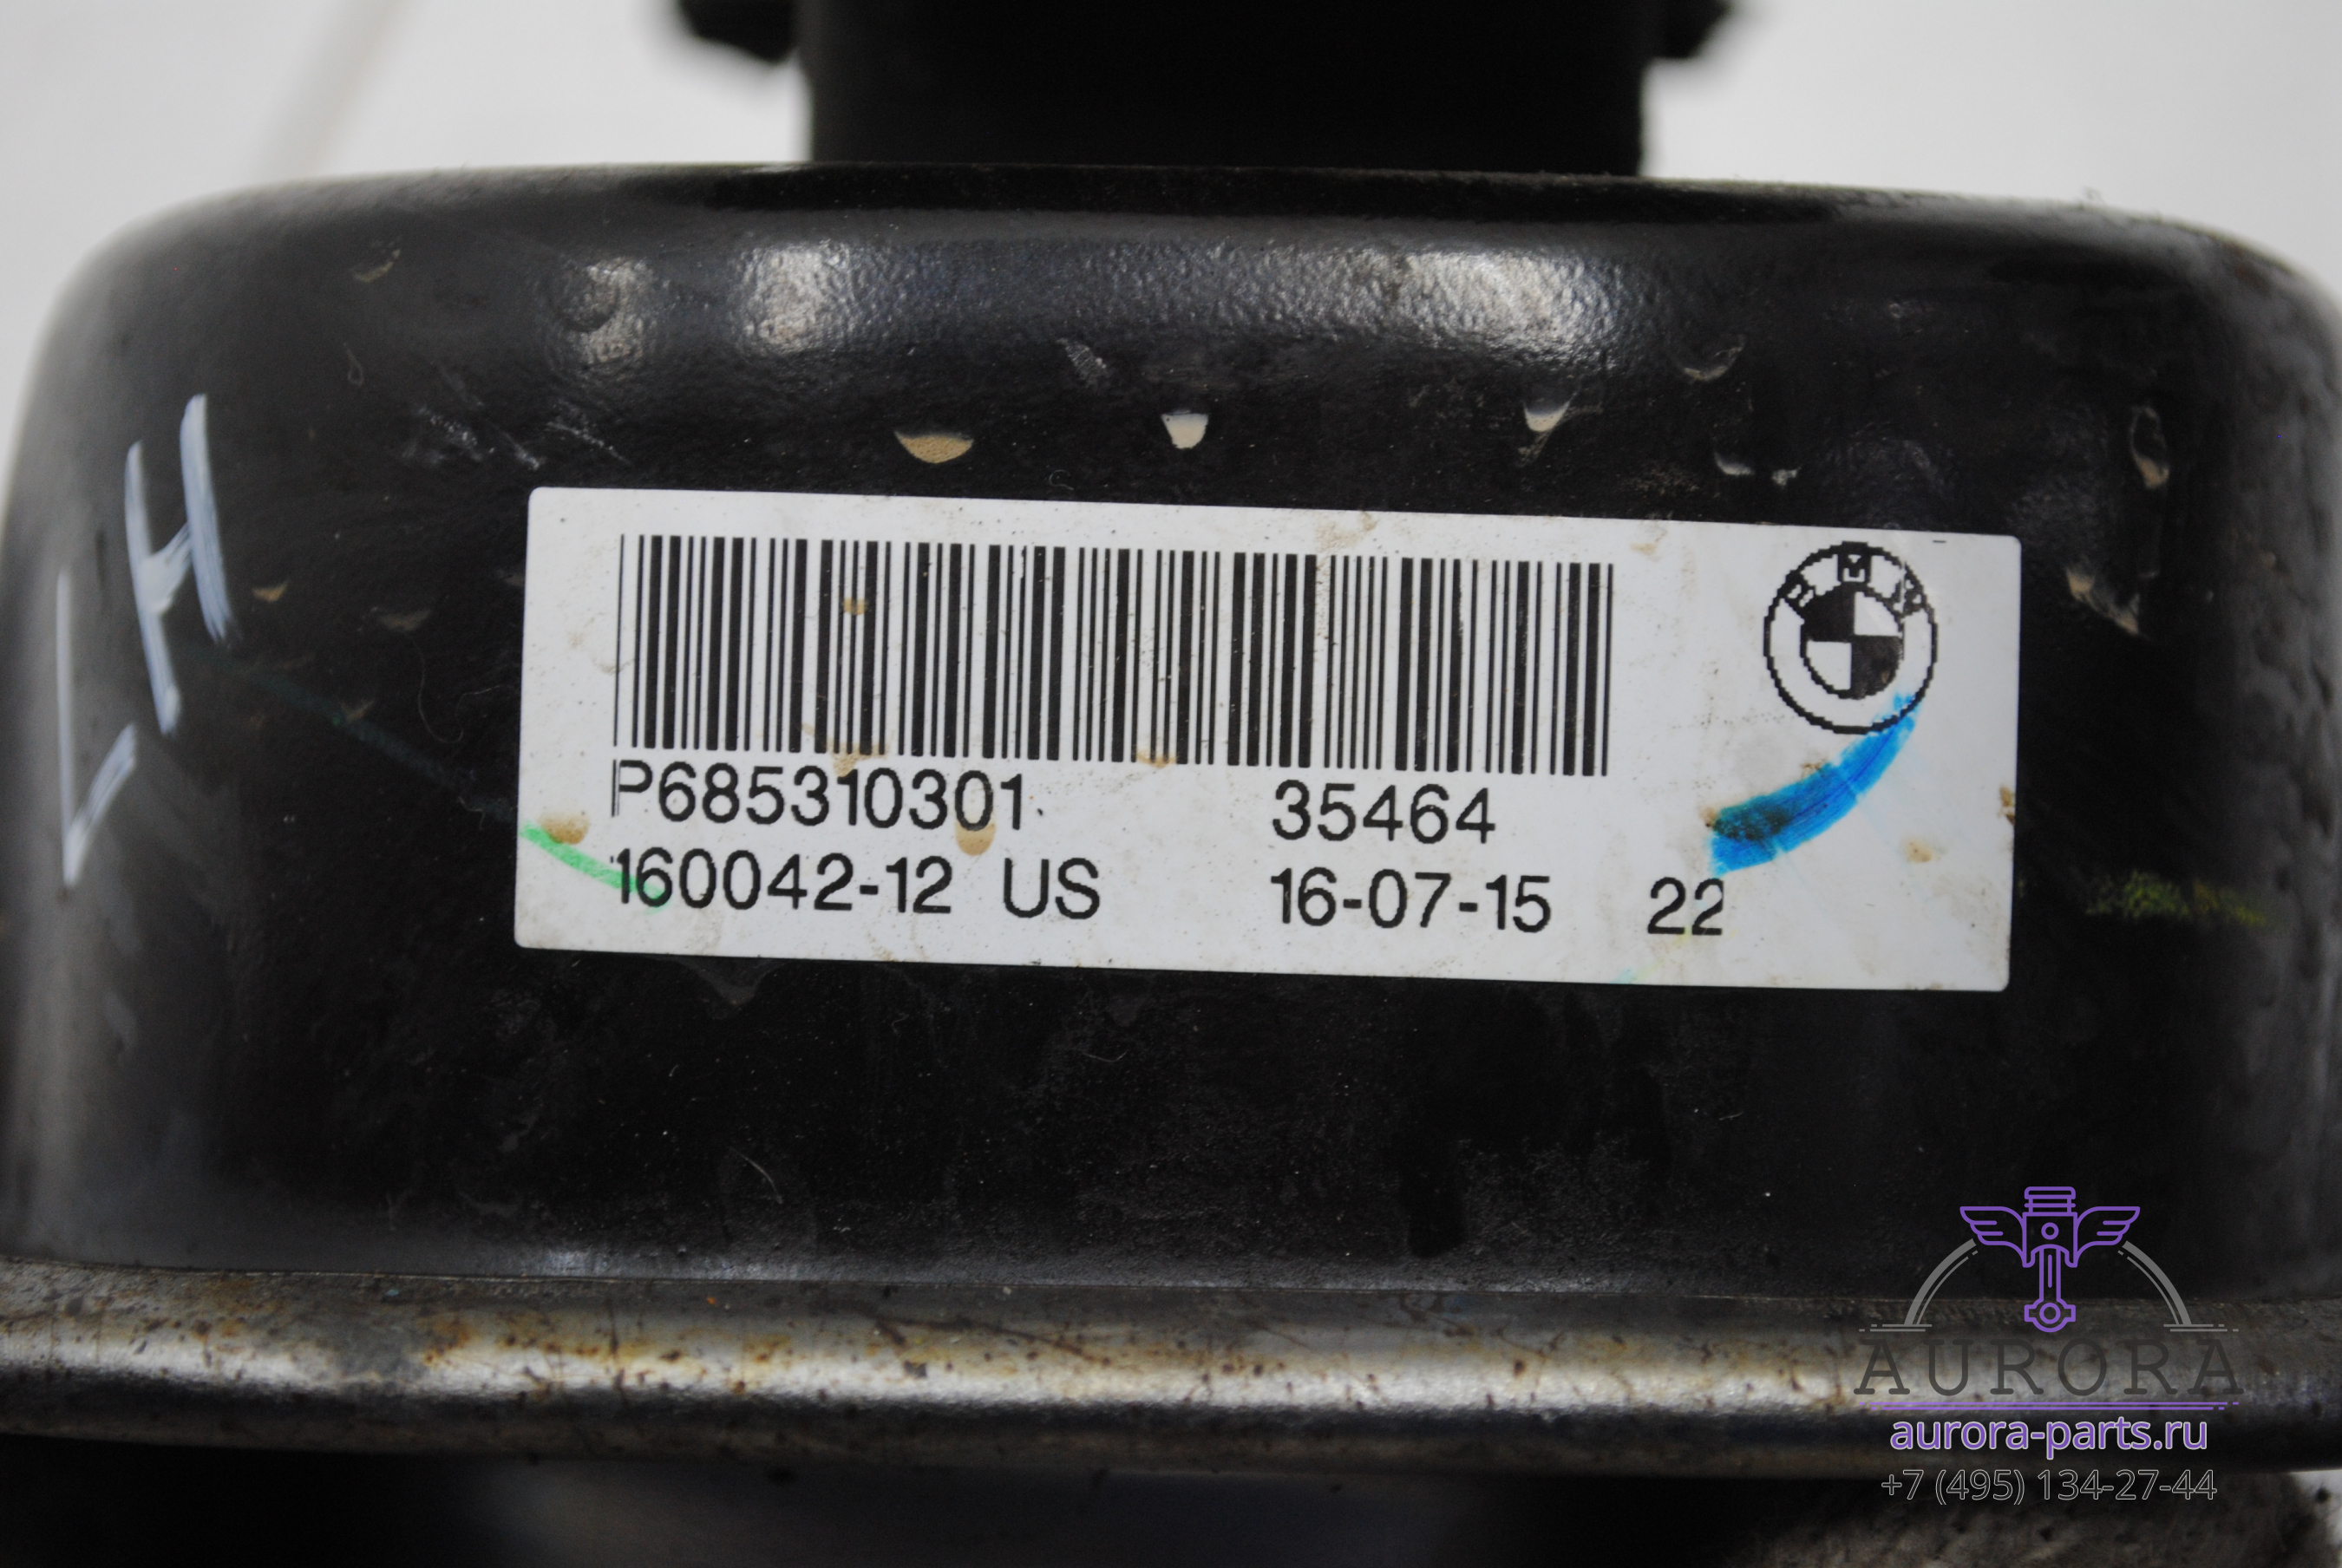 LH
BMW
P685310301 35464
160042-12 US 16-07-15 22
AURORA
aurora-parts.ru
+7 (495) 134-27-44